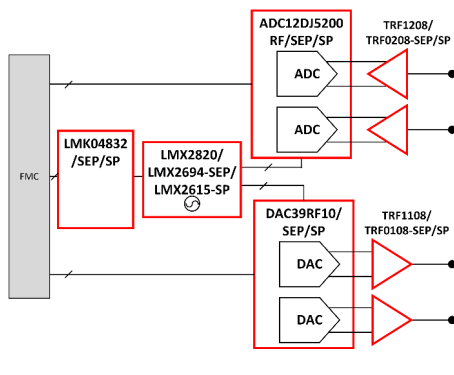 ADC12DJ5200
RF/SEP/SP
TRF1208/
TRF0208-SEP/SP
ADC
ADC
FMC
LMK04832
/SEP/SP
LMX2820/
LMX2694-SEP/
LMX2615-SP
DAC39RF10/
SEP/SP
TRF1108/
TRF0108-SEP/SP
DAC
DAC